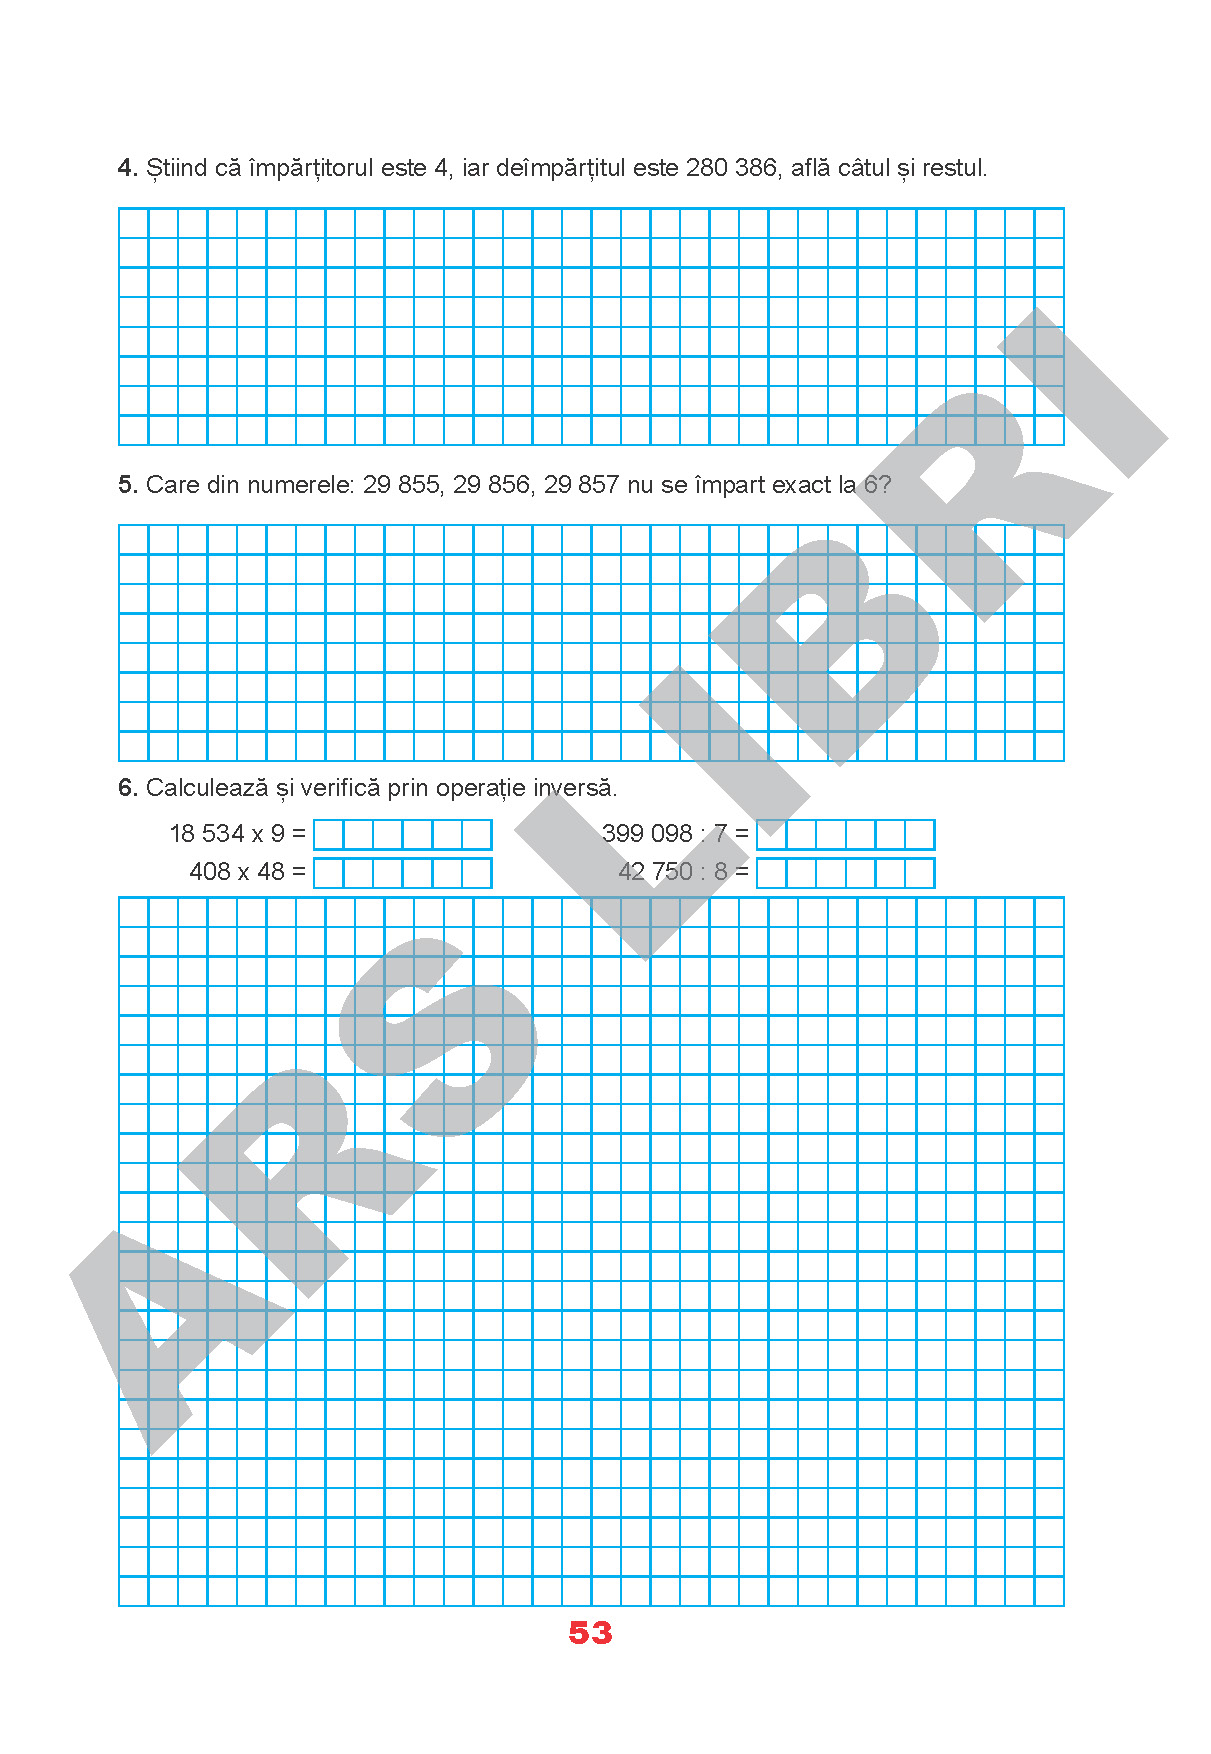 4. Știind că împărțitorul este 4, iar deîmpărțitul este 280 386, află câtul și restul.
5. Care din numerele: 29 855, 29 856, 29 857 nu se împart exact la 6?
6. Calculează și verifică prin operație inversă.
18 534 x 9 = 399 098 : 7 =
408 x 48 = 42 750 : 8 =
ARS LIBRI
53